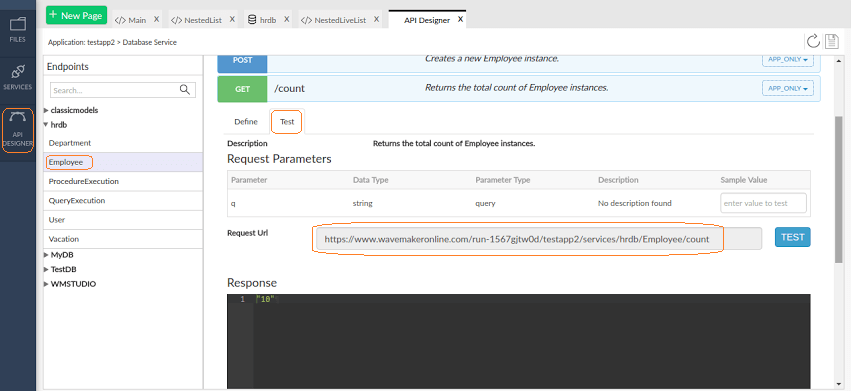 + New Page
</> Main X
</> NestedList X
hrdb X
</> NestedLiveList X
API Designer X
FILES
SERVICES
API DESIGNER
Application: testapp2 > Database Service
Endpoints
Search...
classicmodels
hrdb
Department
Employee
ProcedureExecution
QueryExecution
User
Vacation
MyDB
TestDB
WMSTUDIO
POST Creates a new Employee instance. APP_ONLY
GET /count Returns the total count of Employee instances. APP_ONLY
Define Test
Description Returns the total count of Employee instances.
Request Parameters
Parameter Data Type Parameter Type Description Sample Value
q string query No description found enter value to test
Request Url https://www.wavemakeronline.com/run-1567gjtw0d/testapp2/services/hrdb/Employee/count TEST
Response
1 "10"